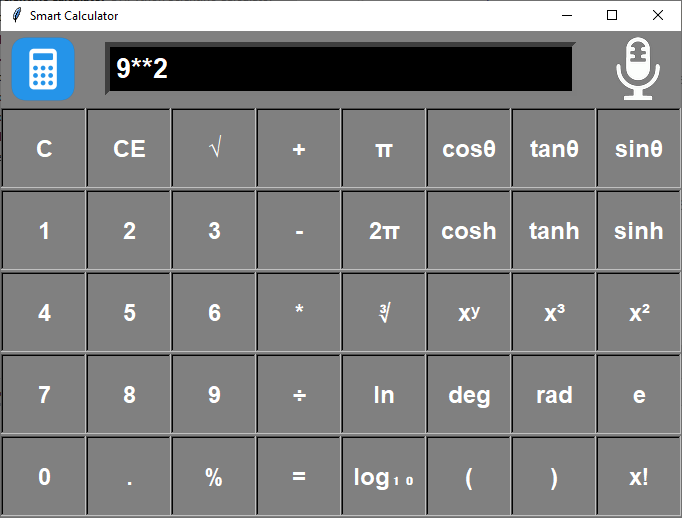 Smart Calculator
9**2
C CE √ + π cosθ tanθ sinθ
1 2 3 - 2π cosh tanh sinh
4 5 6 * ∛ xʸ x³ x²
7 8 9 ÷ ln deg rad e
0 . % = log₁₀ ( ) x!